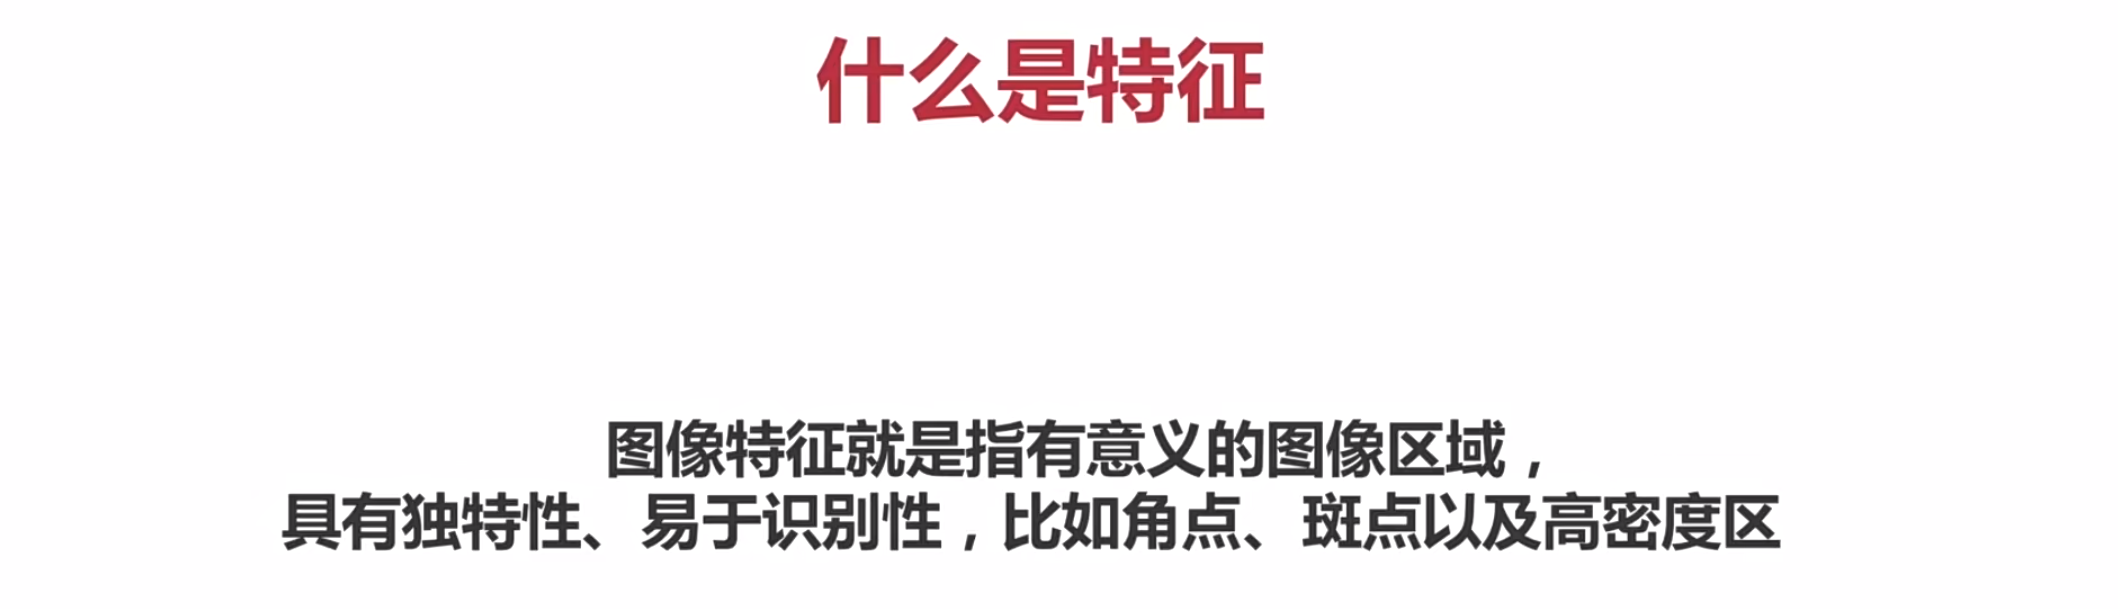 什么是特征
图像特征就是指有意义的图像区域，
具有独特性、易于识别性，比如角点、斑点以及高密度区